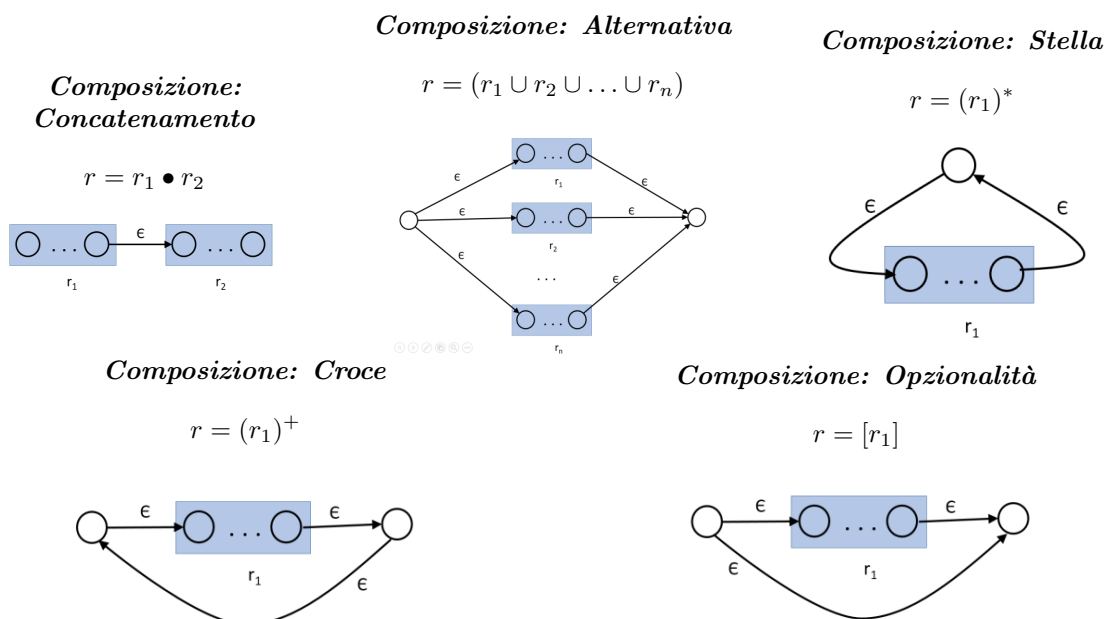 Composizione: Concatenamento
r = r₁ • r₂
ϵ
... ...
r₁ r₂
Composizione: Alternativa
r = (r₁ ∪ r₂ ∪ … ∪ rₙ)
...
ϵ ϵ
r₁
...
ϵ ϵ
r₂
ϵ ϵ
...
...
rₙ
Composizione: Stella
r = (r₁)*
ϵ ϵ
...
r₁
Composizione: Croce
r = (r₁)⁺
ϵ ... ϵ
r₁
ϵ
Composizione: Opzionalità
r = [r₁]
ϵ ... ϵ
r₁
ϵ